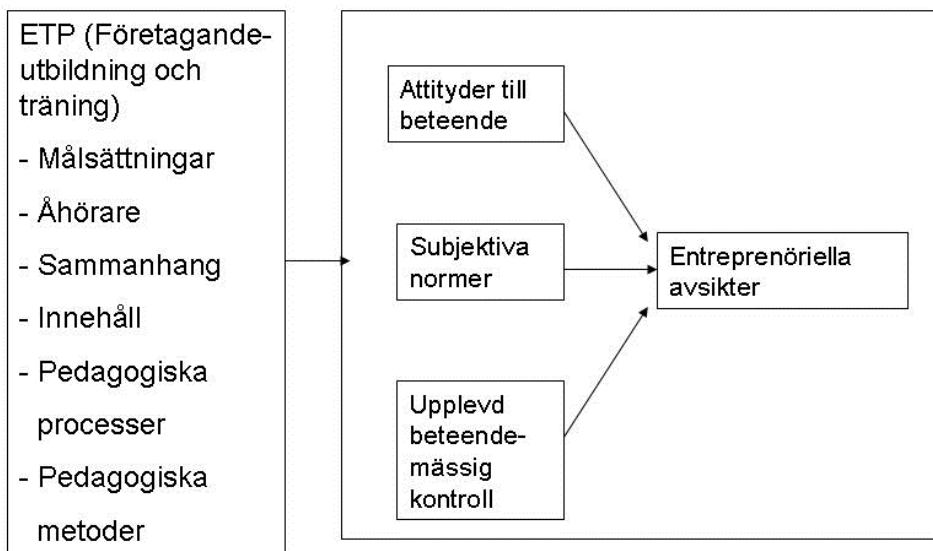 ETP (Företagande-
utbildning och
träning)
- Målsättningar
- Åhörare
- Sammanhang
- Innehåll
- Pedagogiska
processer
- Pedagogiska
metoder
Attityder till
beteende
Subjektiva
normer
Upplevd
beteende-
mässig
kontroll
Entreprenöriella
avsikter